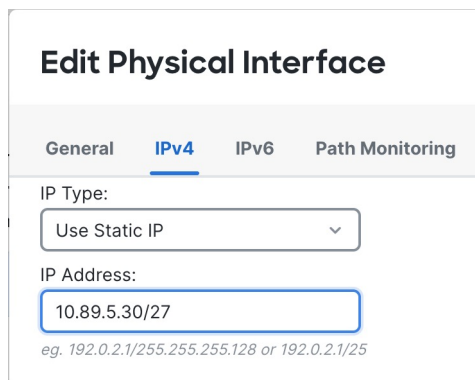 Edit Physical Interface
General IPv4 IPv6 Path Monitoring
IP Type:
Use Static IP
IP Address:
10.89.5.30/27
eg. 192.0.2.1/255.255.255.128 or 192.0.2.1/25